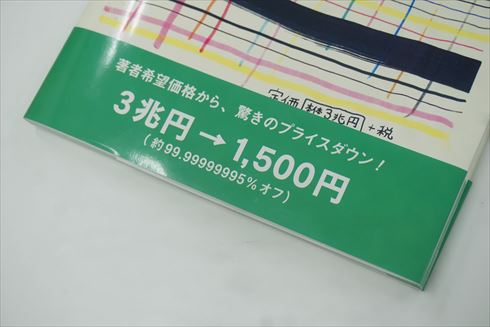 定価 本体3兆円 +税
著者希望価格から、驚きのプライスダウン!
3兆円→1,500円
(約99.99999995%オフ)